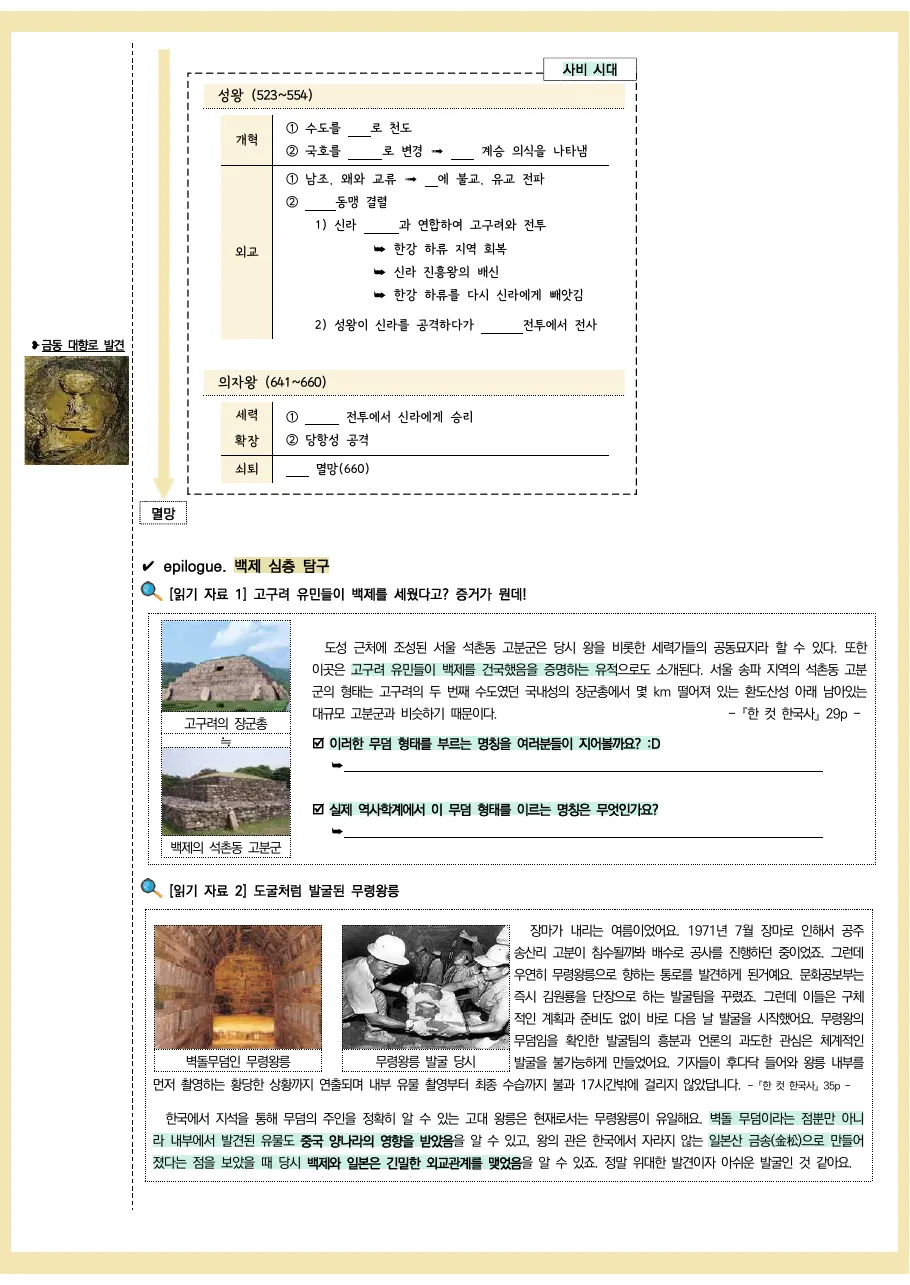 사비 시대
성왕 (523~554)
개혁
① 수도를 ___로 천도
② 국호를 _____로 변경 ➟ ___ 계승 의식을 나타냄
외교
① 남조, 왜와 교류 ➟ __에 불교, 유교 전파
② ____동맹 결렬
1) 신라 _____과 연합하여 고구려와 전투
➥ 한강 하류 지역 회복
➥ 신라 진흥왕의 배신
➥ 한강 하류를 다시 신라에게 빼앗김
2) 성왕이 신라를 공격하다가 ______전투에서 전사
❥금동 대향로 발견
의자왕 (641~660)
세력
확장
① _____ 전투에서 신라에게 승리
② 당항성 공격
쇠퇴
___ 멸망(660)
멸망
✔ epilogue. 백제 심층 탐구
[읽기 자료 1] 고구려 유민들이 백제를 세웠다고? 증거가 뭔데!
도성 근처에 조성된 서울 석촌동 고분군은 당시 왕을 비롯한 세력가들의 공동묘지라 할 수 있다. 또한
이곳은 고구려 유민들이 백제를 건국했음을 증명하는 유적으로도 소개된다. 서울 송파 지역의 석촌동 고분
군의 형태는 고구려의 두 번째 수도였던 국내성의 장군총에서 몇 km 떨어져 있는 환도산성 아래 남아있는
대규모 고분군과 비슷하기 때문이다. -「한 컷 한국사」29p -
고구려의 장군총
≒
백제의 석촌동 고분군
☑ 이러한 무덤 형태를 부르는 명칭을 여러분들이 지어볼까요? :D
➥
☑ 실제 역사학계에서 이 무덤 형태를 이르는 명칭은 무엇인가요?
➥
[읽기 자료 2] 도굴처럼 발굴된 무령왕릉
벽돌무덤인 무령왕릉
무령왕릉 발굴 당시
장마가 내리는 여름이었어요. 1971년 7월 장마로 인해서 공주
송산리 고분이 침수될까봐 배수로 공사를 진행하던 중이었죠. 그런데
우연히 무령왕릉으로 향하는 통로를 발견하게 된거예요. 문화공보부는
즉시 김원룡을 단장으로 하는 발굴팀을 꾸렸죠. 그런데 이들은 구체
적인 계획과 준비도 없이 바로 다음 날 발굴을 시작했어요. 무령왕의
무덤임을 확인한 발굴팀의 흥분과 언론의 과도한 관심은 체계적인
발굴을 불가능하게 만들었어요. 기자들이 후다닥 들어와 왕릉 내부를
먼저 촬영하는 황당한 상황까지 연출되며 내부 유물 촬영부터 최종 수습까지 불과 17시간밖에 걸리지 않았답니다. -「한 컷 한국사」35p -
한국에서 지석을 통해 무덤의 주인을 정확히 알 수 있는 고대 왕릉은 현재로서는 무령왕릉이 유일해요. 벽돌 무덤이라는 점뿐만 아니
라 내부에서 발견된 유물도 중국 양나라의 영향을 받았음을 알 수 있고, 왕의 관은 한국에서 자라지 않는 일본산 금송(金松)으로 만들어
졌다는 점을 보았을 때 당시 백제와 일본은 긴밀한 외교관계를 맺었음을 알 수 있죠. 정말 위대한 발견이자 아쉬운 발굴인 것 같아요.